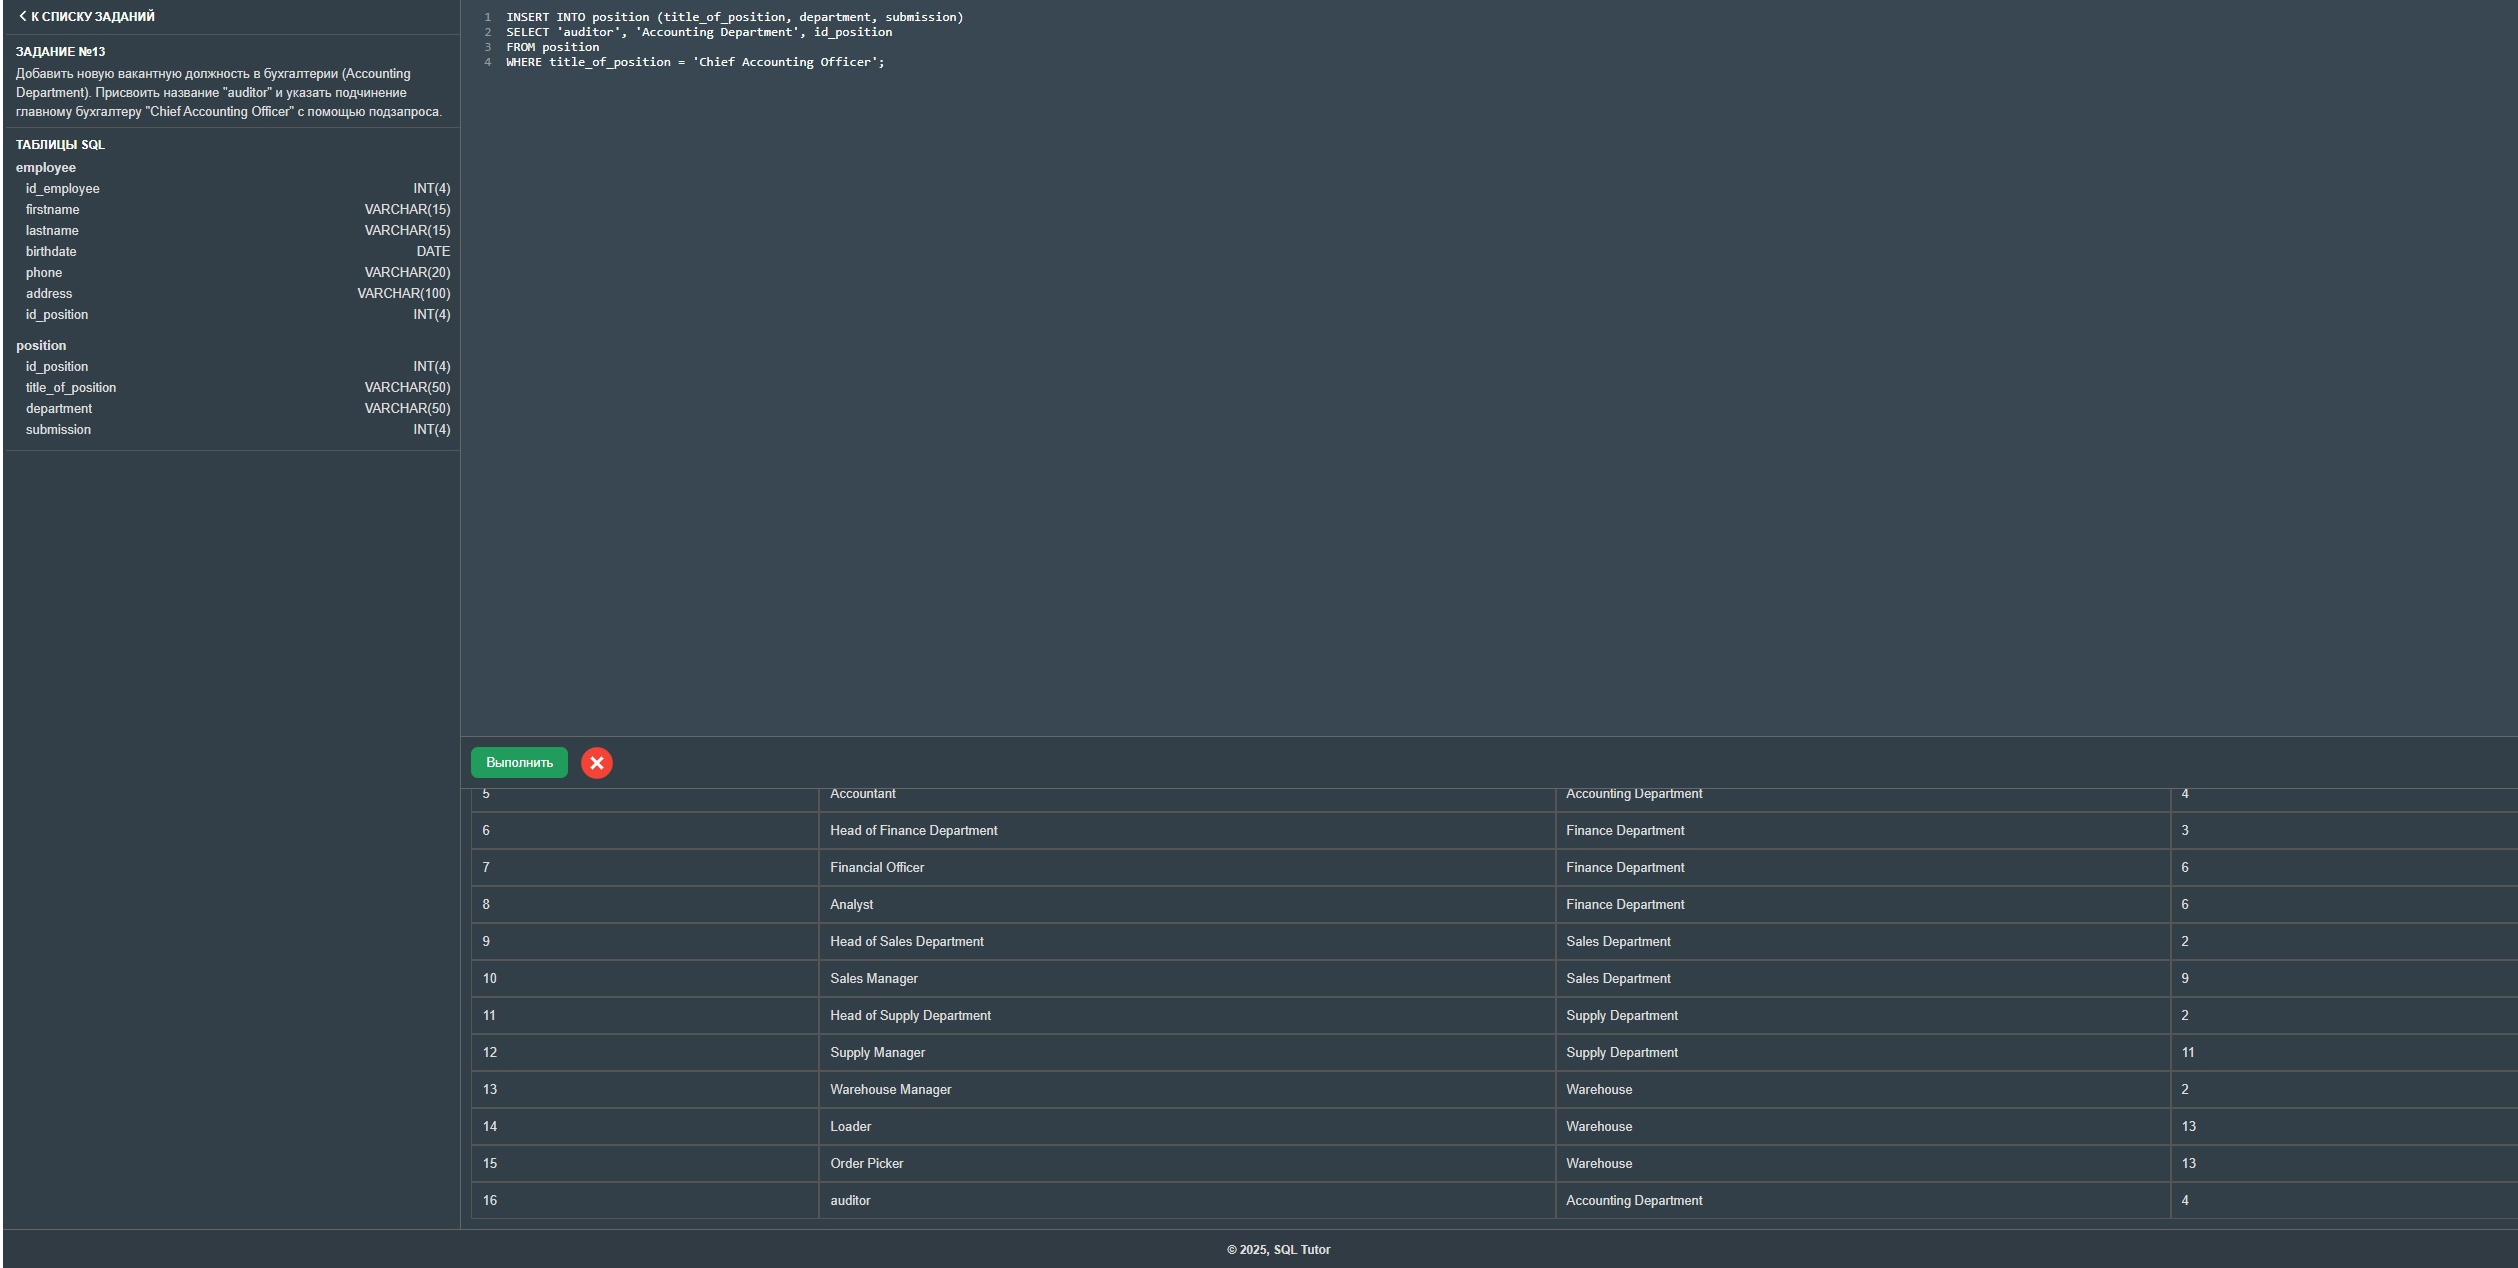 К СПИСКУ ЗАДАНИЙ
ЗАДАНИЕ №13
Добавить новую вакантную должность в бухгалтерии (Accounting
Department). Присвоить название "auditor" и указать подчинение
главному бухгалтеру "Chief Accounting Officer" с помощью подзапроса.
ТАБЛИЦЫ SQL
employee
id_employee INT(4)
firstname VARCHAR(15)
lastname VARCHAR(15)
birthdate DATE
phone VARCHAR(20)
address VARCHAR(100)
id_position INT(4)
position
id_position INT(4)
title_of_position VARCHAR(50)
department VARCHAR(50)
submission INT(4)
1 INSERT INTO position (title_of_position, department, submission)
2 SELECT 'auditor', 'Accounting Department', id_position
3 FROM position
4 WHERE title_of_position = 'Chief Accounting Officer';
Выполнить
5 Accountant Accounting Department 4
6 Head of Finance Department Finance Department 3
7 Financial Officer Finance Department 6
8 Analyst Finance Department 6
9 Head of Sales Department Sales Department 2
10 Sales Manager Sales Department 9
11 Head of Supply Department Supply Department 2
12 Supply Manager Supply Department 11
13 Warehouse Manager Warehouse 2
14 Loader Warehouse 13
15 Order Picker Warehouse 13
16 auditor Accounting Department 4
© 2025, SQL Tutor